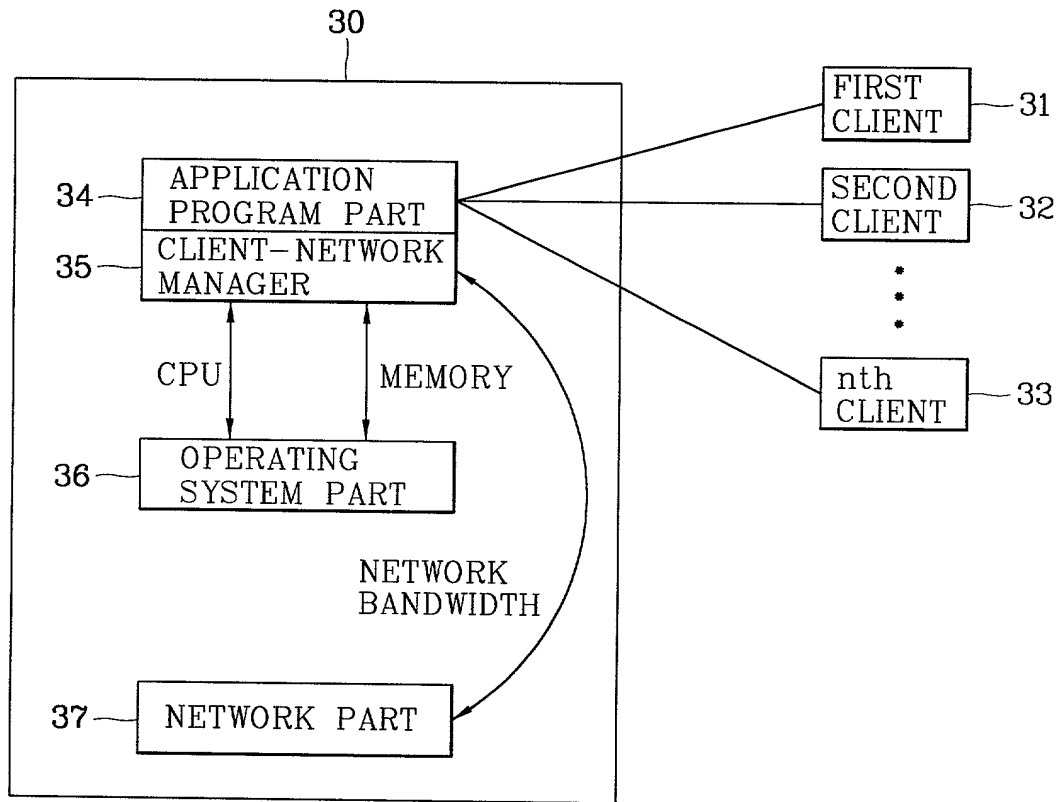 30
FIRST
CLIENT
31
34
APPLICATION
PROGRAM PART
SECOND
CLIENT
32
35
CLIENT-NETWORK
MANAGER
CPU
MEMORY
nth
CLIENT
33
36
OPERATING
SYSTEM PART
NETWORK
BANDWIDTH
37
NETWORK PART